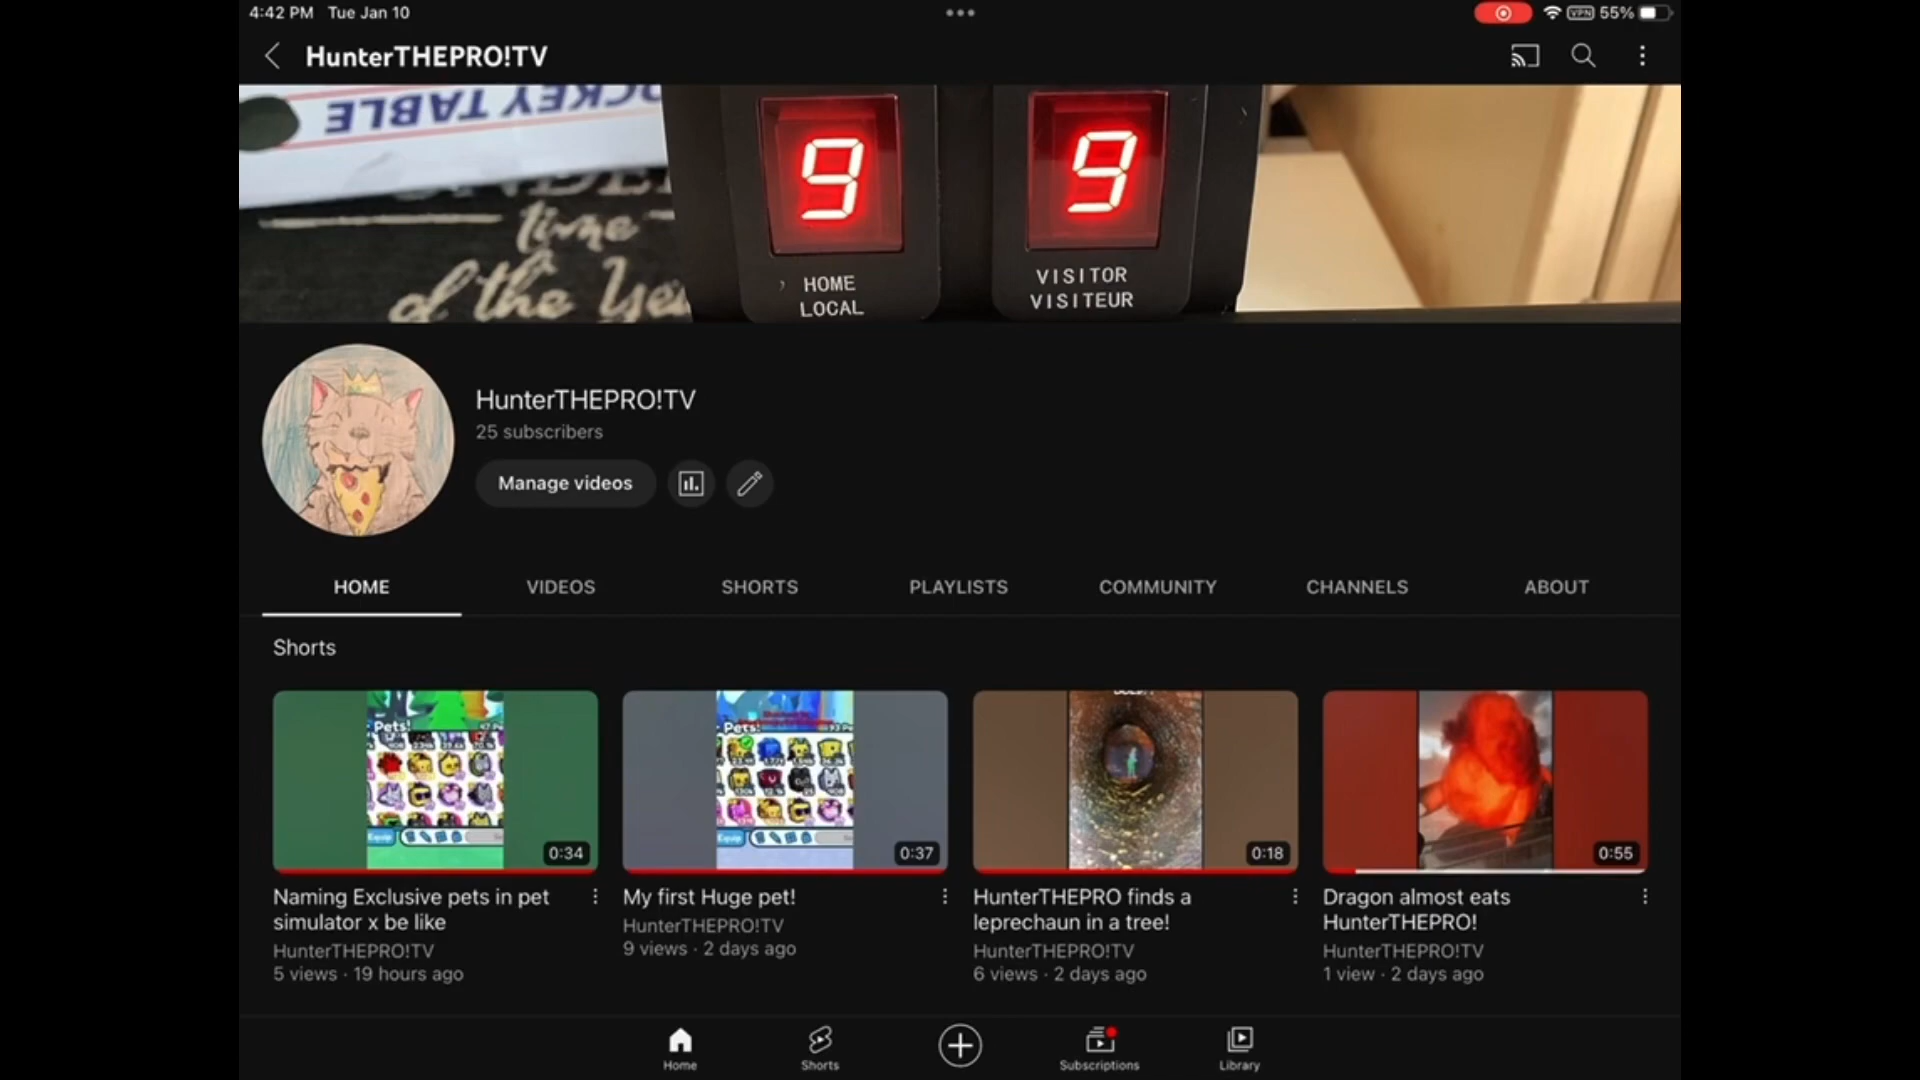 4:42 PM Tue Jan 10
VPN 55%
HunterTHEPRO!TV
TABLE
time
of the
9 9
HOME VISITOR
LOCAL VISITEUR
HunterTHEPRO!TV
25 subscribers
Manage videos
HOME VIDEOS SHORTS PLAYLISTS COMMUNITY CHANNELS ABOUT
Shorts
Pets!
Equip
0:34
Pets!
Equip
0:37
0:18
0:55
Naming Exclusive pets in pet
simulator x be like
HunterTHEPRO!TV
5 views · 19 hours ago
My first Huge pet!
HunterTHEPRO!TV
9 views · 2 days ago
HunterTHEPRO finds a
leprechaun in a tree!
HunterTHEPRO!TV
6 views · 2 days ago
Dragon almost eats
HunterTHEPRO!
HunterTHEPRO!TV
1 view · 2 days ago
Home Shorts Subscriptions Library